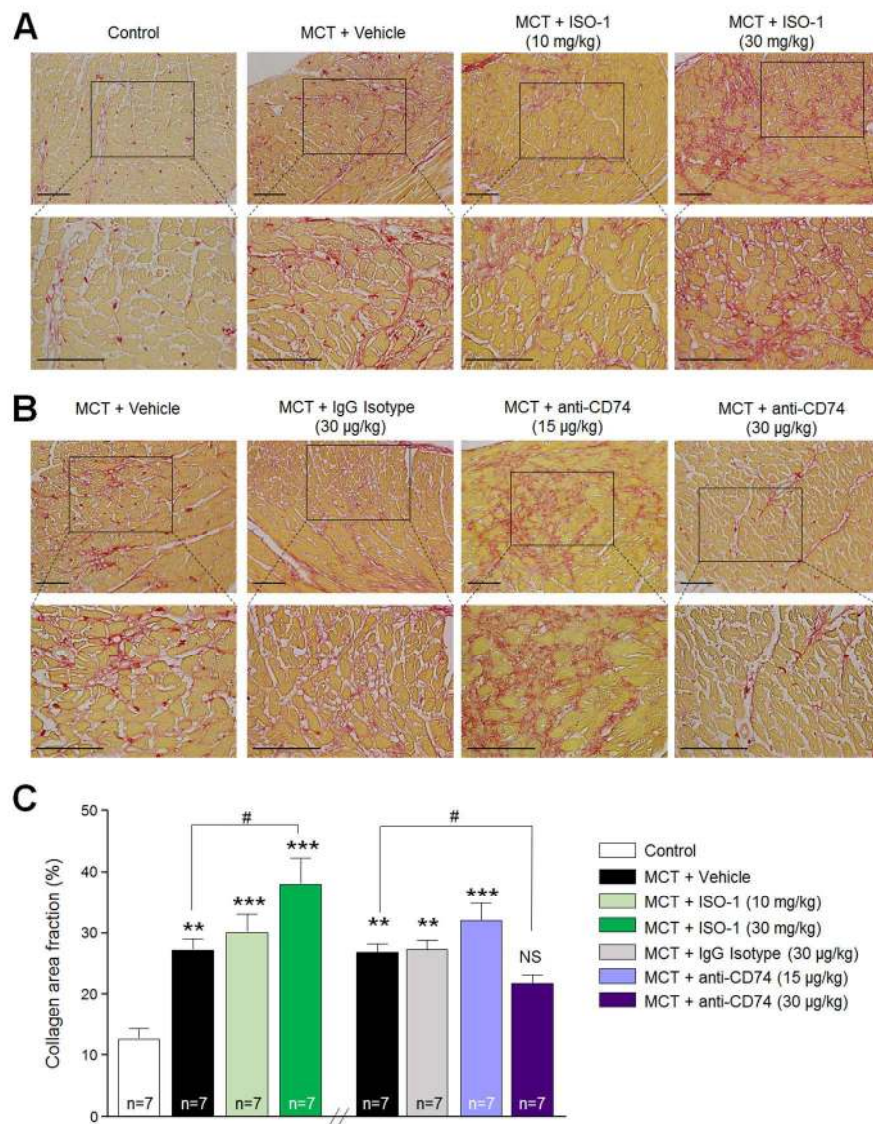 A
Control
MCT + Vehicle
MCT + ISO-1
(10 mg/kg)
MCT + ISO-1
(30 mg/kg)
B
MCT + Vehicle
MCT + IgG Isotype
(30 µg/kg)
MCT + anti-CD74
(15 µg/kg)
MCT + anti-CD74
(30 µg/kg)
C
Collagen area fraction (%)
50
40
30
20
10
0
#
#
**
***
***
**
**
***
NS
n=7
n=7
n=7
n=7
//
n=7
n=7
n=7
n=7
Control
MCT + Vehicle
MCT + ISO-1 (10 mg/kg)
MCT + ISO-1 (30 mg/kg)
MCT + IgG Isotype (30 µg/kg)
MCT + anti-CD74 (15 µg/kg)
MCT + anti-CD74 (30 µg/kg)